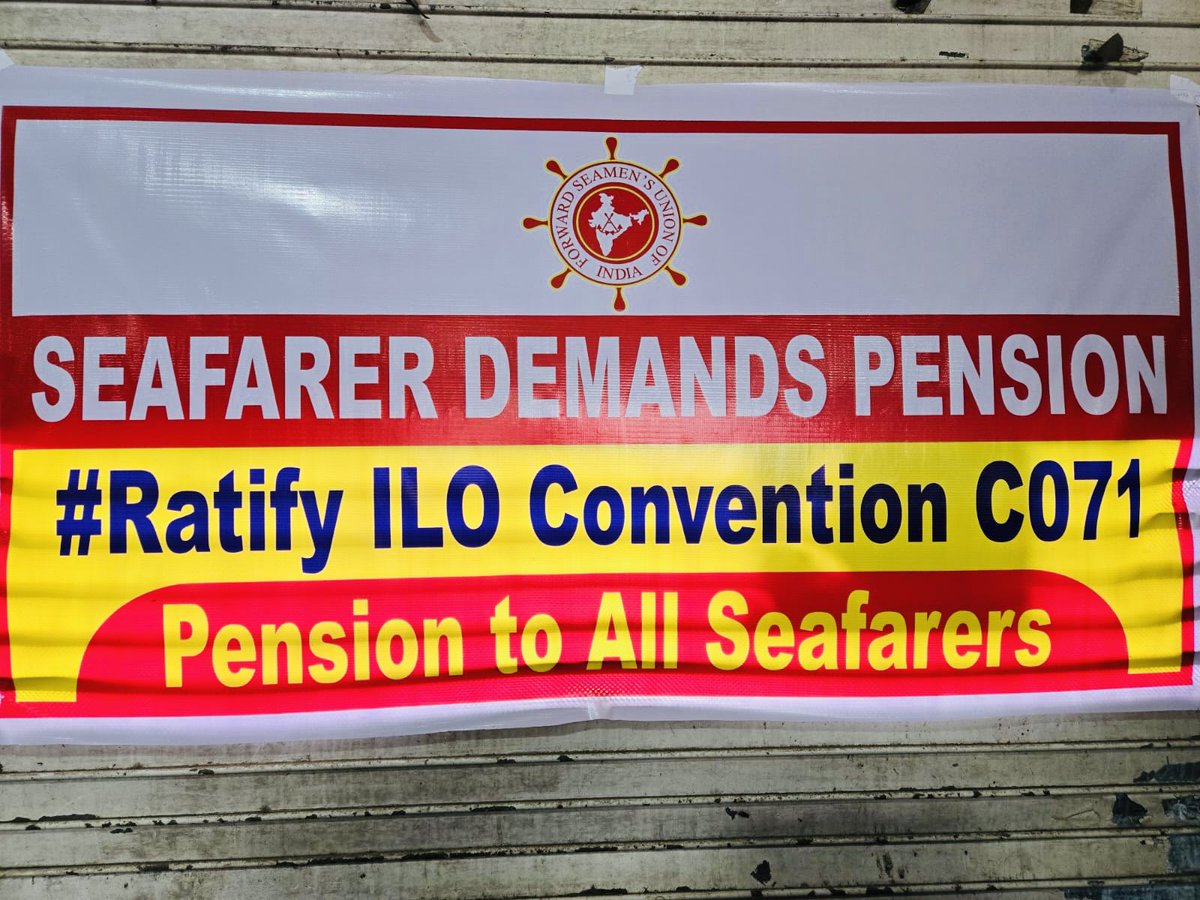 FORWARD SEAMEN'S UNION OF
INDIA
SEAFARER DEMANDS PENSION
#Ratify ILO Convention C071
Pension to All Seafarers